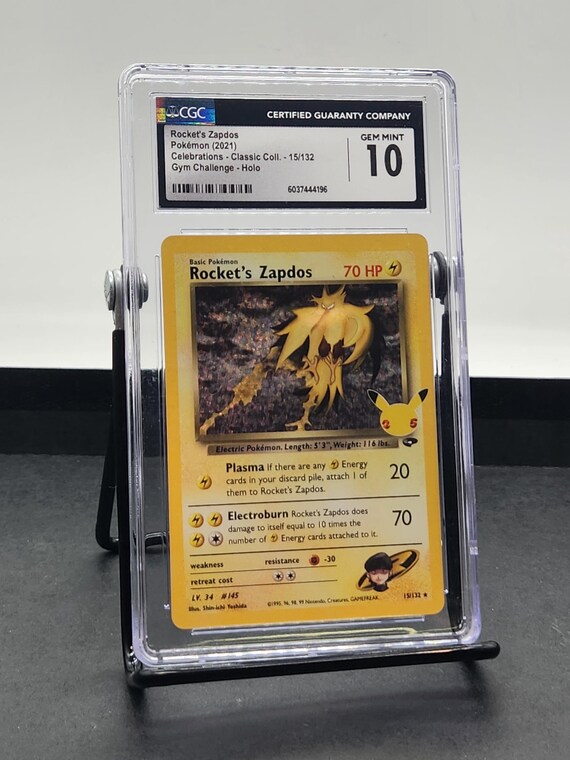 CGC
CERTIFIED GUARANTY COMPANY
Rocket's Zapdos
Pokémon (2021)
Celebrations - Classic Coll. - 15/132
Gym Challenge - Holo
GEM MINT
10
6037444196
Basic Pokémon
Rocket's Zapdos 70 HP
25
Electric Pokémon. Length: 5'3", Weight: 116 lbs.
Plasma If there are any Energy
cards in your discard pile, attach 1 of
them to Rocket's Zapdos.
20
Electroburn Rocket's Zapdos does
damage to itself equal to 10 times the
number of Energy cards attached to it.
70
weakness resistance -30
retreat cost
LV. 34 #145
Illus. Shin-ichi Yoshida
©1995, 96, 98, 99 Nintendo, Creatures, GAMEFREAK.
15/132